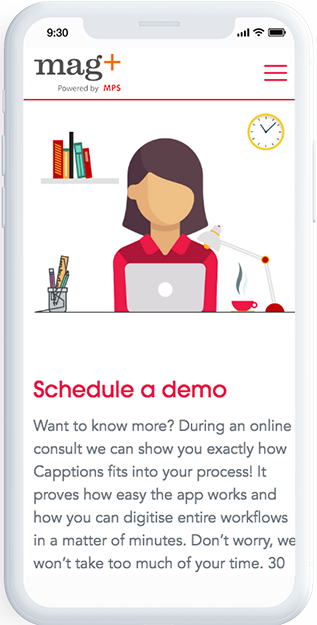 9:30
mag+
Powered by MPS
Schedule a demo
Want to know more? During an online
consult we can show you exactly how
Capptions fits into your process! It
proves how easy the app works and
how you can digitise entire workflows
in a matter of minutes. Don't worry, we
won't take too much of your time. 30